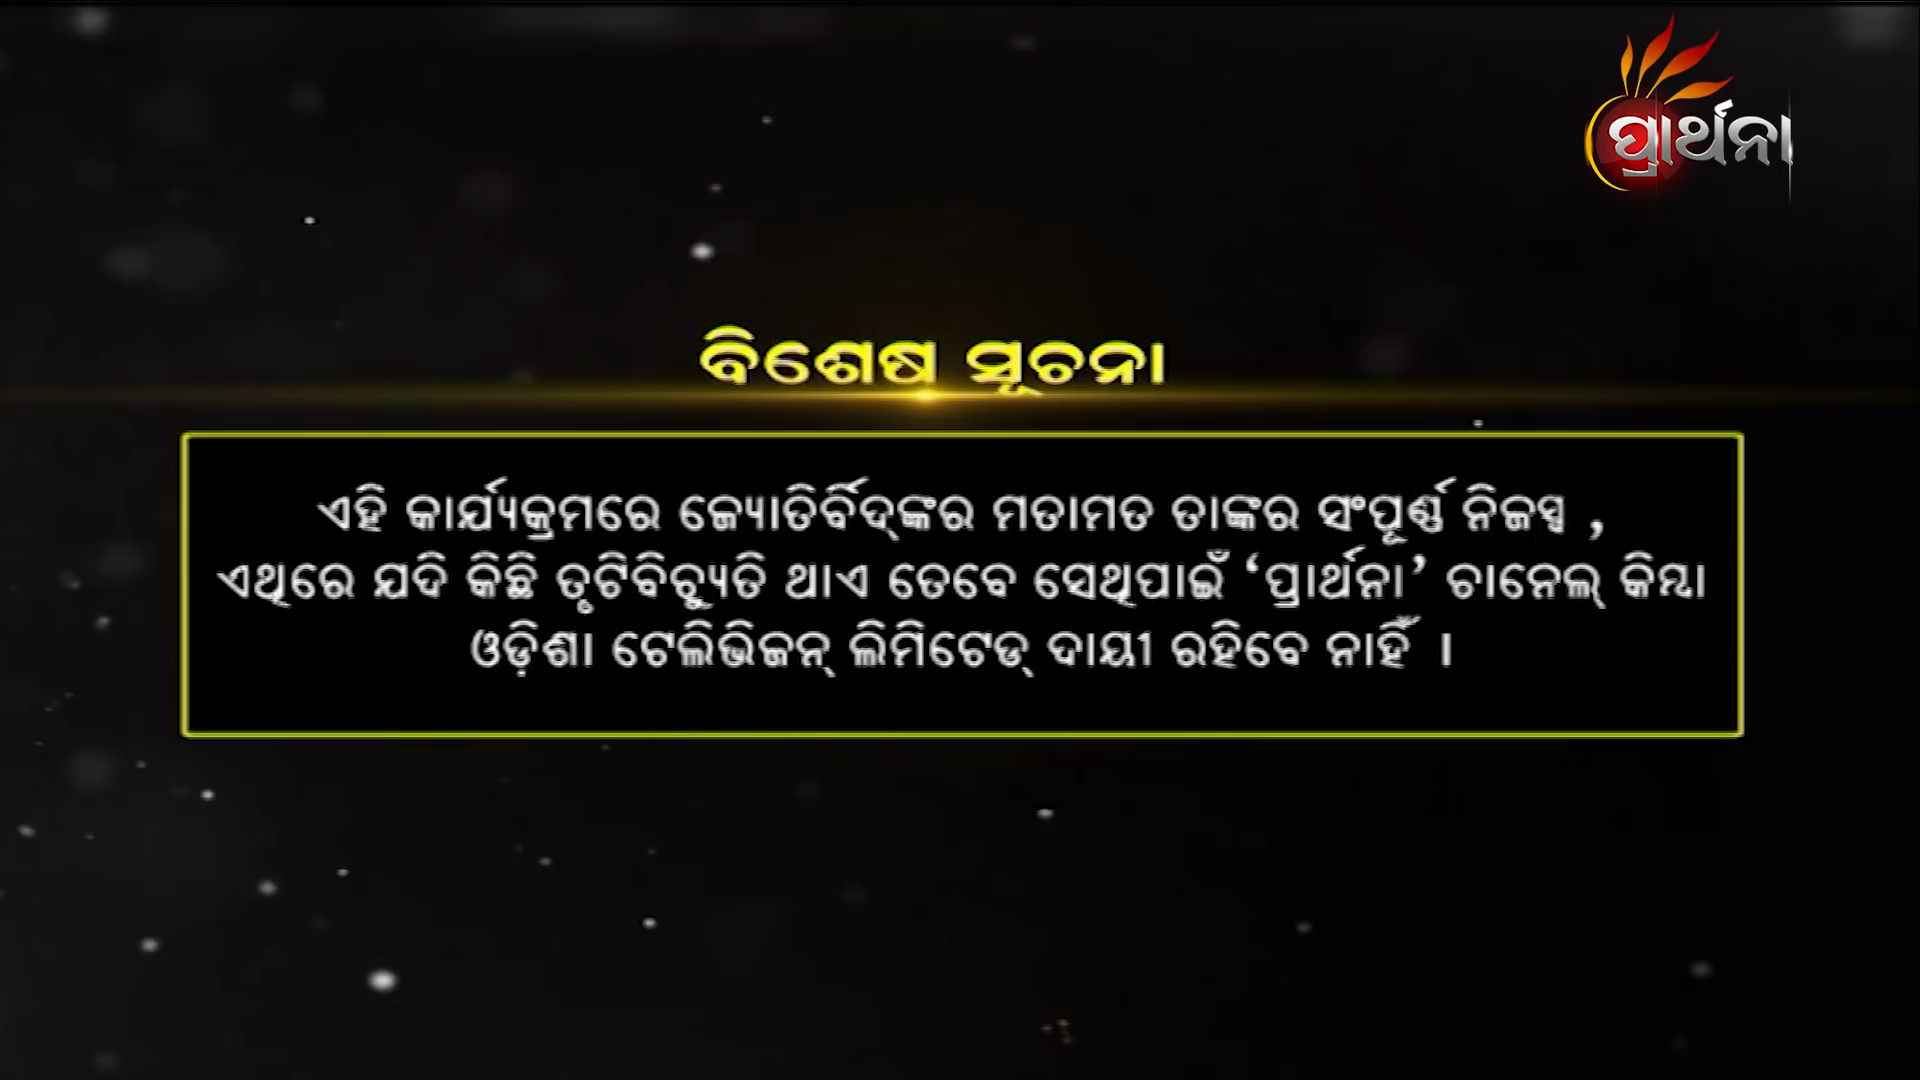 ପ୍ରାର୍ଥନା
ବିଶେଷ ସୂଚନା
ଏହି କାର୍ଯ୍ୟକ୍ରମରେ ଜ୍ୟୋତିର୍ବିଦ୍‌ଙ୍କର ମତାମତ ତାଙ୍କର ସଂପୂର୍ଣ୍ଣ ନିଜସ୍ୱ ,
ଏଥିରେ ଯଦି କିଛି ତୃଟିବିଚ୍ୟୁତି ଥାଏ ତେବେ ସେଥିପାଇଁ ‘ପ୍ରାର୍ଥନା’ ଚାନେଲ୍ କିମ୍ବା
ଓଡ଼ିଶା ଟେଲିଭିଜନ୍ ଲିମିଟେଡ୍ ଦାୟୀ ରହିବେ ନାହିଁ ।